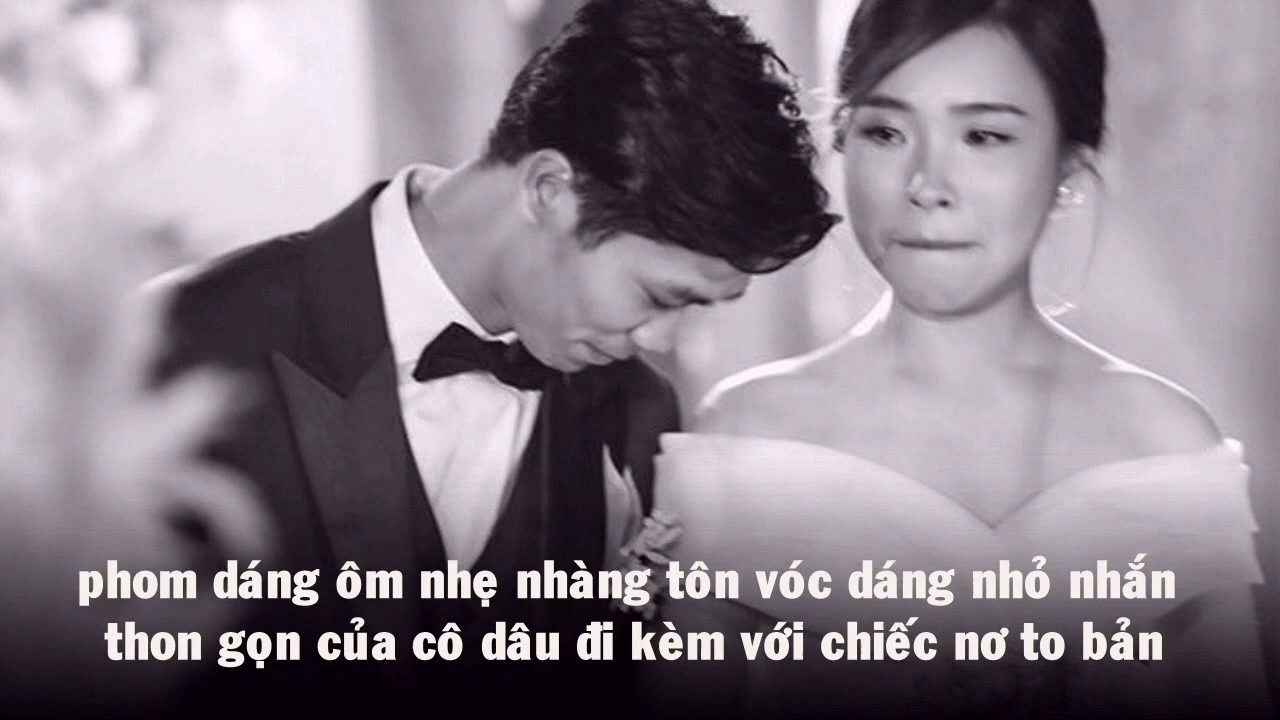 phom dáng ôm nhẹ nhàng tôn vóc dáng nhỏ nhắn
thon gọn của cô dâu đi kèm với chiếc nơ to bản